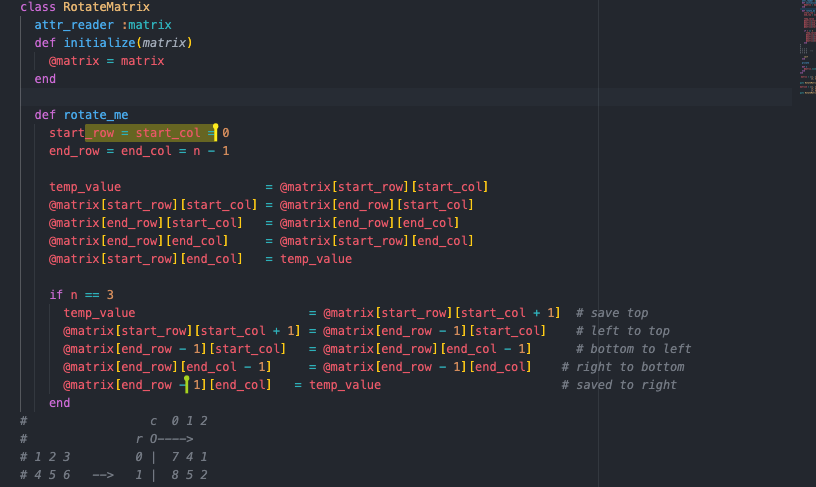 class RotateMatrix
  attr_reader :matrix
  def initialize(matrix)
    @matrix = matrix
  end

  def rotate_me
    start_row = start_col = 0
    end_row = end_col = n - 1

    temp_value                    = @matrix[start_row][start_col]
    @matrix[start_row][start_col] = @matrix[end_row][start_col]
    @matrix[end_row][start_col]   = @matrix[end_row][end_col]
    @matrix[end_row][end_col]     = @matrix[start_row][end_col]
    @matrix[start_row][end_col]   = temp_value

    if n == 3
      temp_value                        = @matrix[start_row][start_col + 1]  # save top
      @matrix[start_row][start_col + 1] = @matrix[end_row - 1][start_col]    # left to top
      @matrix[end_row - 1][start_col]   = @matrix[end_row][end_col - 1]      # bottom to left
      @matrix[end_row][end_col - 1]     = @matrix[end_row - 1][end_col]    # right to bottom
      @matrix[end_row - 1][end_col]   = temp_value                         # saved to right
    end
#                 c  0 1 2
#               r O---->
# 1 2 3         0 |  7 4 1
# 4 5 6   -->   1 |  8 5 2